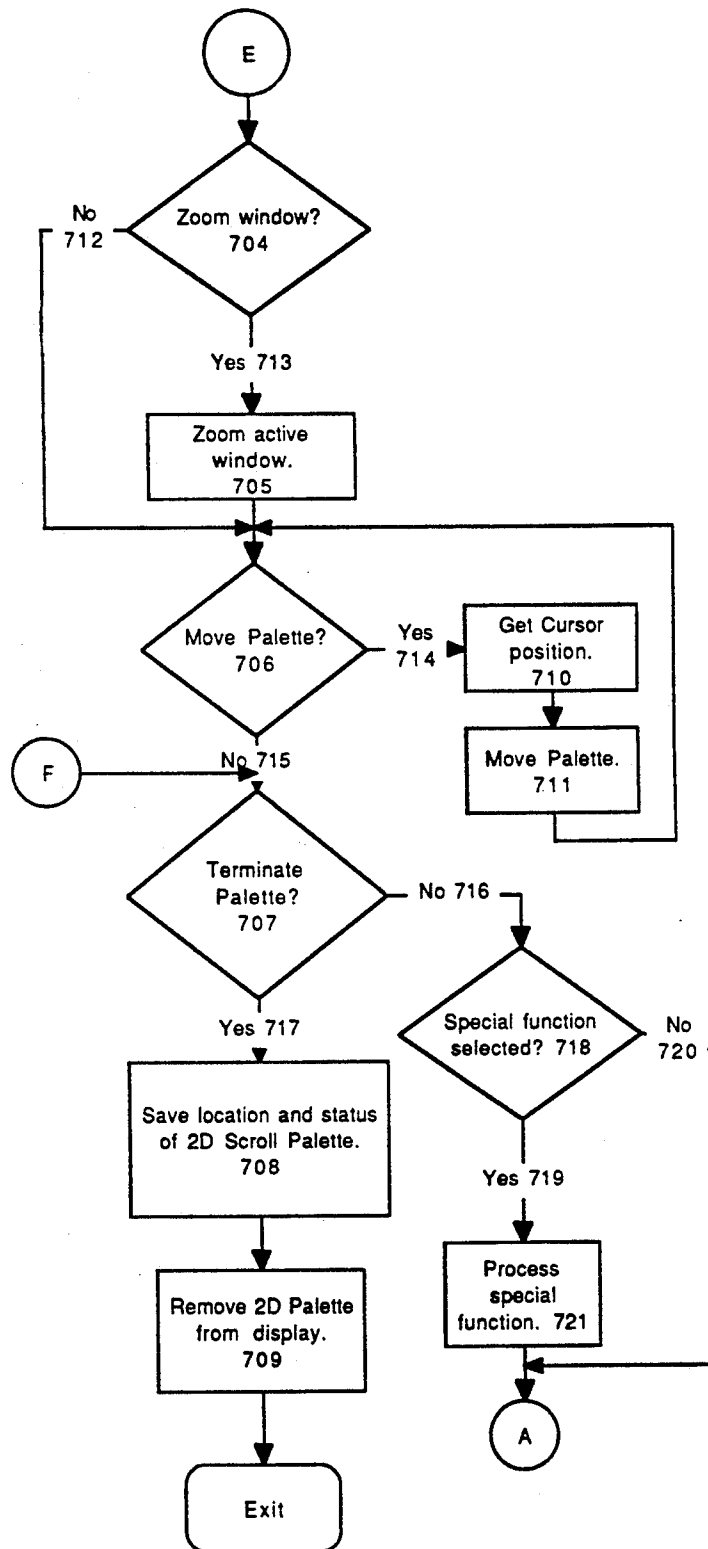 E
Zoom window?
704
No
712
Yes 713
Zoom active
window.
705
Move Palette?
706
Yes
714
Get Cursor
position.
710
Move Palette.
711
No 715
F
Terminate
Palette?
707
No 716
Special function
selected? 718
No
720
Yes 717
Save location and status
of 2D Scroll Palette.
708
Yes 719
Process
special
function. 721
Remove 2D Palette
from display.
709
A
Exit